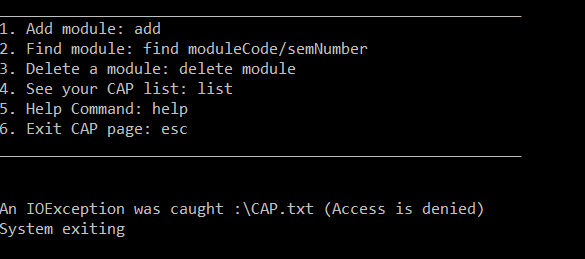 1. Add module: add
2. Find module: find moduleCode/semNumber
3. Delete a module: delete module
4. See your CAP list: list
5. Help Command: help
6. Exit CAP page: esc
An IOException was caught :\CAP.txt (Access is denied)
System exiting